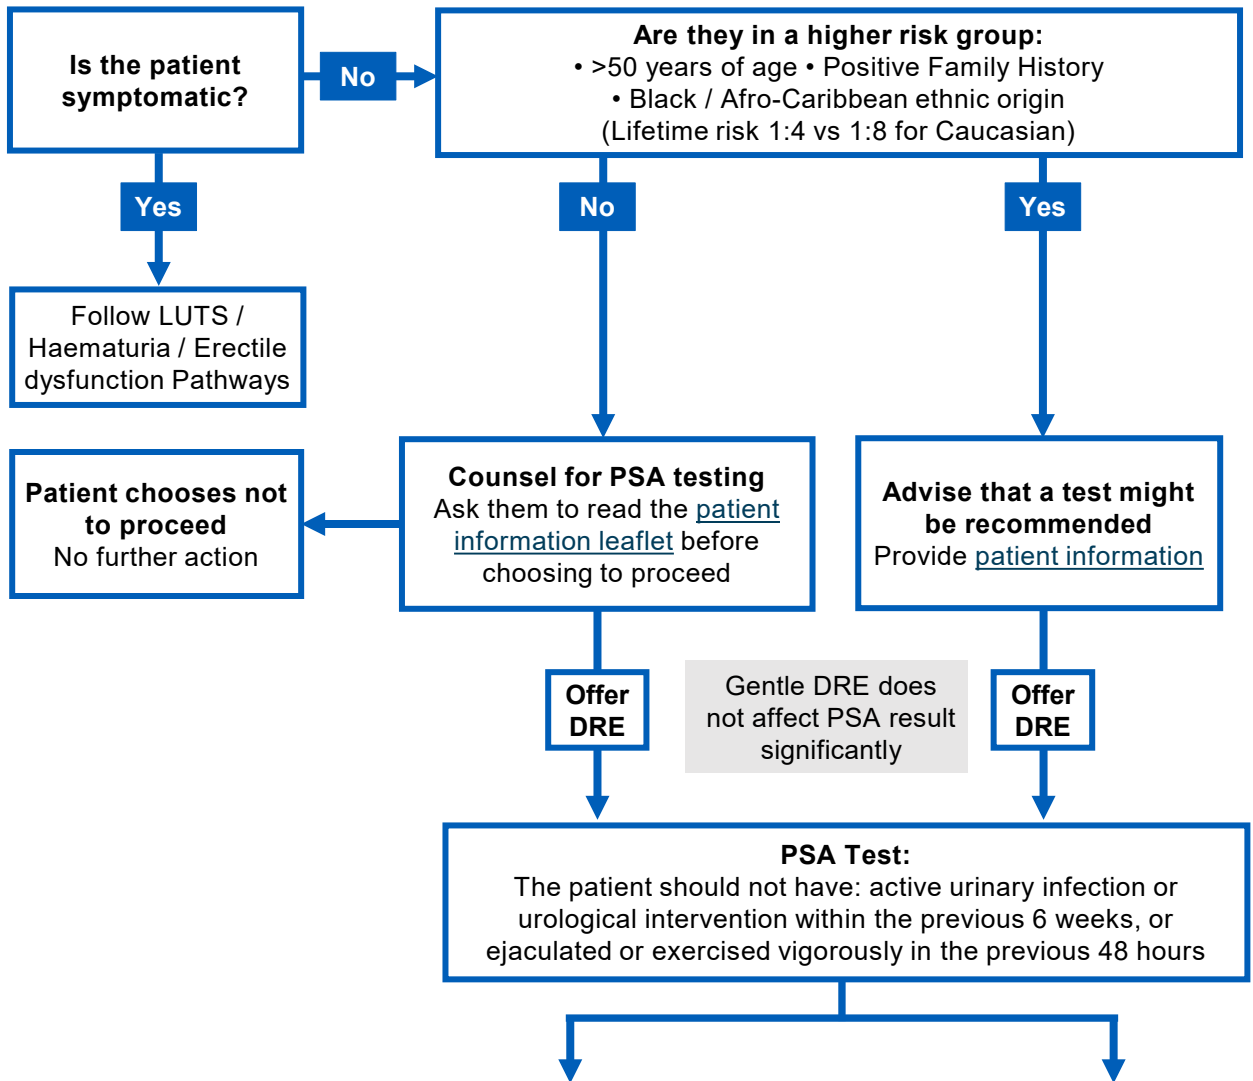 Is the patient
symptomatic?
No
Are they in a higher risk group:
• >50 years of age • Positive Family History
• Black / Afro-Caribbean ethnic origin
(Lifetime risk 1:4 vs 1:8 for Caucasian)
Yes
No
Yes
Follow LUTS /
Haematuria / Erectile
dysfunction Pathways
Patient chooses not
to proceed
No further action
Counsel for PSA testing
Ask them to read the patient
information leaflet before
choosing to proceed
Advise that a test might
be recommended
Provide patient information
Offer
DRE
Gentle DRE does
not affect PSA result
significantly
Offer
DRE
PSA Test:
The patient should not have: active urinary infection or
urological intervention within the previous 6 weeks, or
ejaculated or exercised vigorously in the previous 48 hours